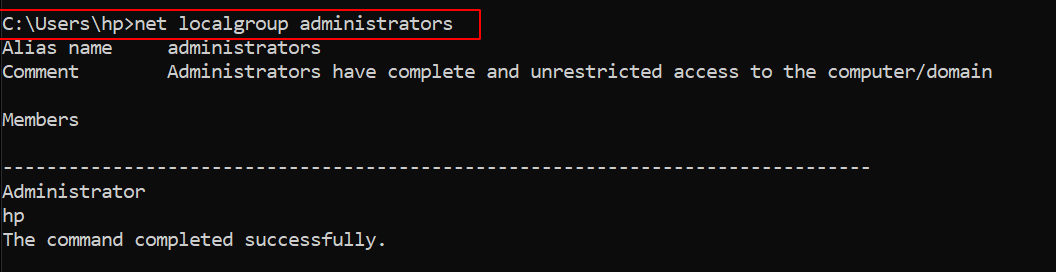 C:\Users\hp>net localgroup administrators
Alias name     administrators
Comment        Administrators have complete and unrestricted access to the computer/domain
Members
-------------------------------------------------------------------------------
Administrator
hp
The command completed successfully.